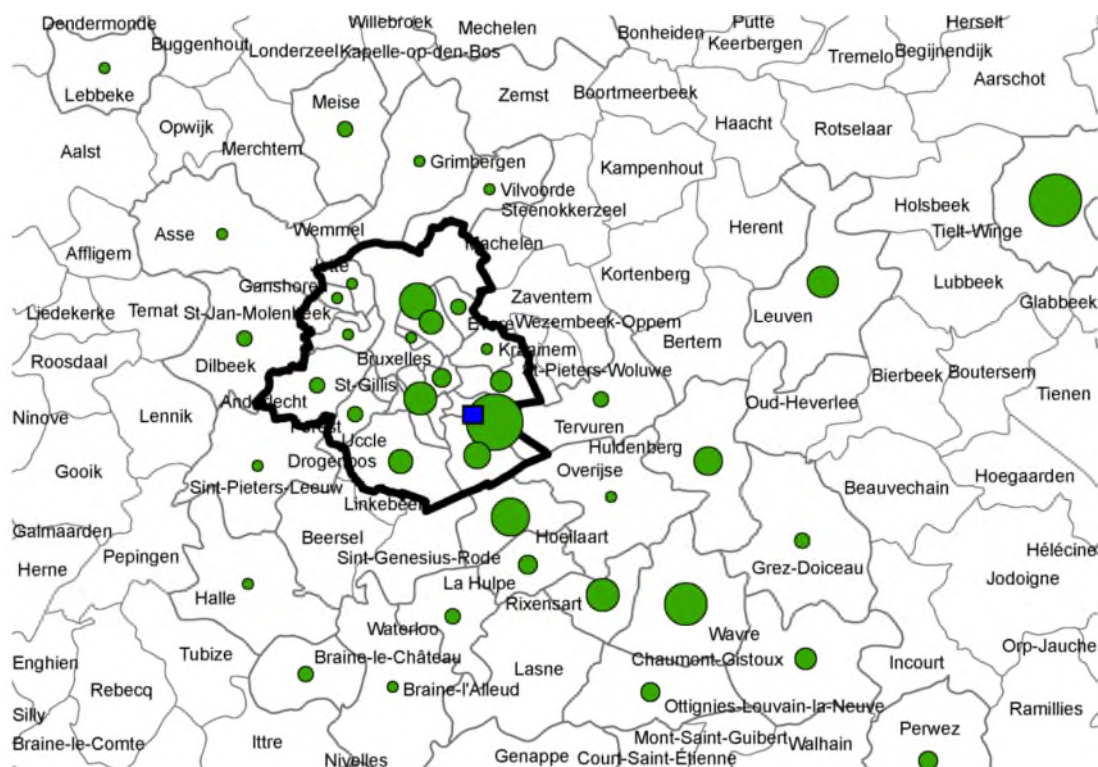 Dendermonde
Willebroek
Mechelen
Putte
Herselt
Buggenhout
Londerzeel
Kapelle-op-den-Bos
Bonheiden
Keerbergen
Tremelo
Begijnendijk
Aarschot
Lebbeke
Meise
Zemst
Boortmeerbeek
Opwijk
Haacht
Rotselaar
Aalst
Merchtem
Grimbergen
Kampenhout
Vilvoorde
Steenokkerzeel
Holsbeek
Asse
Wemmel
Herent
Tielt-Winge
Affligem
Machelen
Jette
Kortenberg
Lubbeek
Ganshore
Zaventem
Glabbeek
Liedekerke
Ternat
St-Jan-Molenbeek
Evere
Wezembeek-Oppem
Leuven
Roosdaal
Dilbeek
Bruxelles
Kraainem
Bertem
St-Pieters-Woluwe
Bierbeek
Boutersem
Tienen
St-Gillis
Ninove
Lennik
Anderlecht
Oud-Heverlee
Forest
Tervuren
Uccle
Huldenberg
Gooik
Drogenbos
Overijse
Hoegaarden
Sint-Pieters-Leeuw
Beauvechain
Linkebeek
Galmaarden
Pepingen
Beersel
Hoeilaart
Hélécine
Herne
Sint-Genesius-Rode
Grez-Doiceau
Jodoigne
Halle
La Hulpe
Rixensart
Waterloo
Wavre
Tubize
Braine-le-Château
Chaumont-Gistoux
Orp-Jauche
Enghien
Lasne
Incourt
Rebecq
Braine-l'Alleud
Ottignies-Louvain-la-Neuve
Ramillies
Silly
Perwez
Braine-le-Comte
Ittre
Mont-Saint-Guibert
Walhain
Nivelles
Genappe
Court-Saint-Étienne